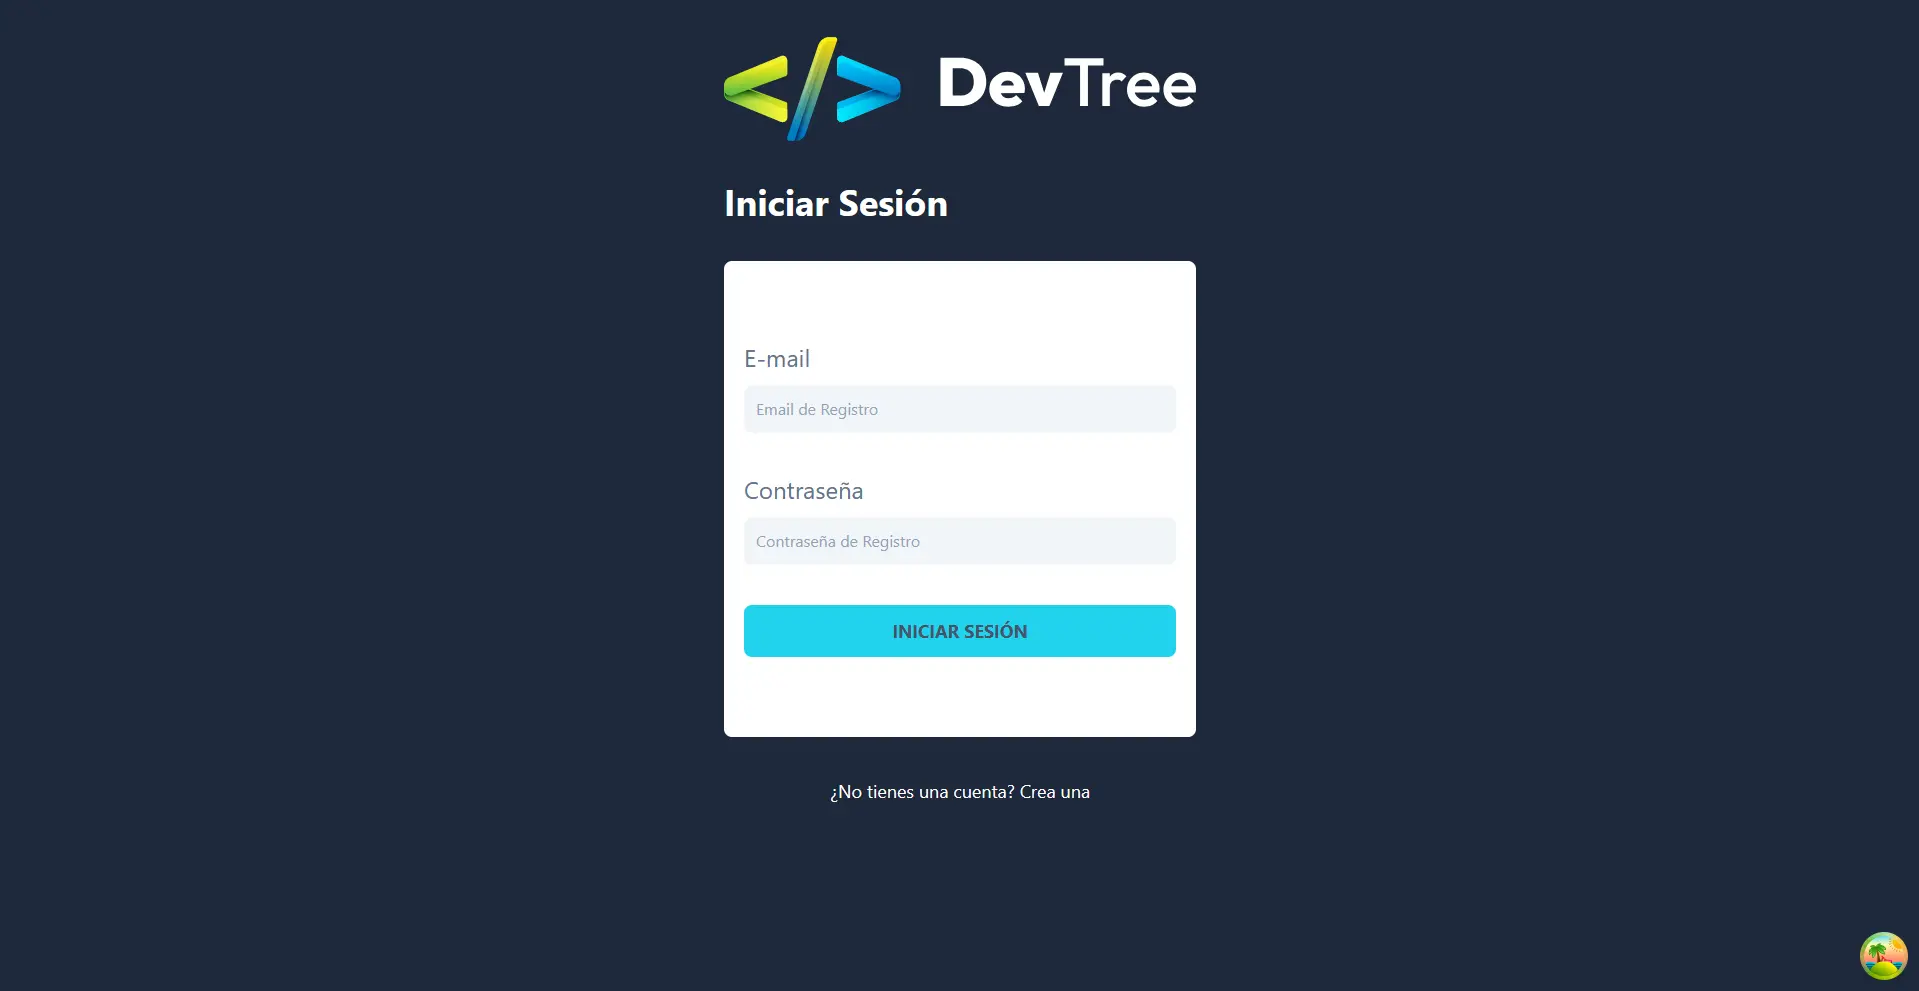 DevTree
Iniciar Sesión
E-mail
Email de Registro
Contraseña
Contraseña de Registro
INICIAR SESIÓN
¿No tienes una cuenta? Crea una